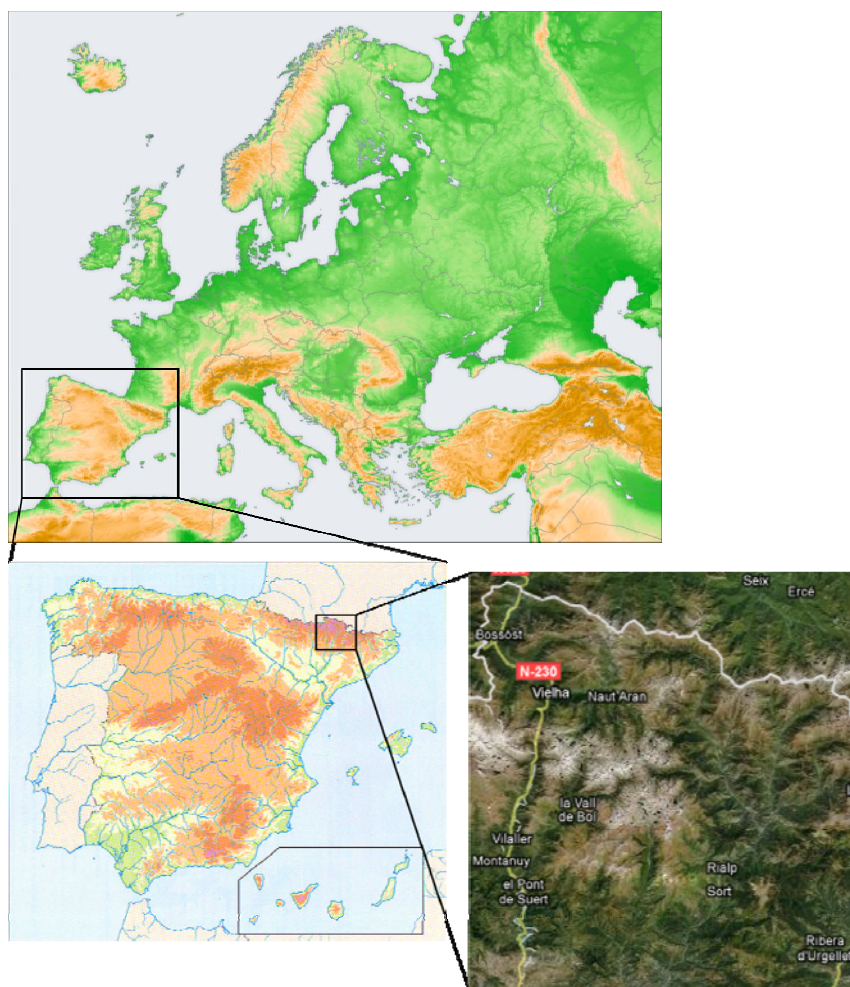 Seix
Ercé
Bossòst
N-230
Vielha
Naut Aran
la Vall
de Boí
Vilaller
Montanuy
el Pont
de Suert
Rialp
Sort
Ribera
d'Urgellet